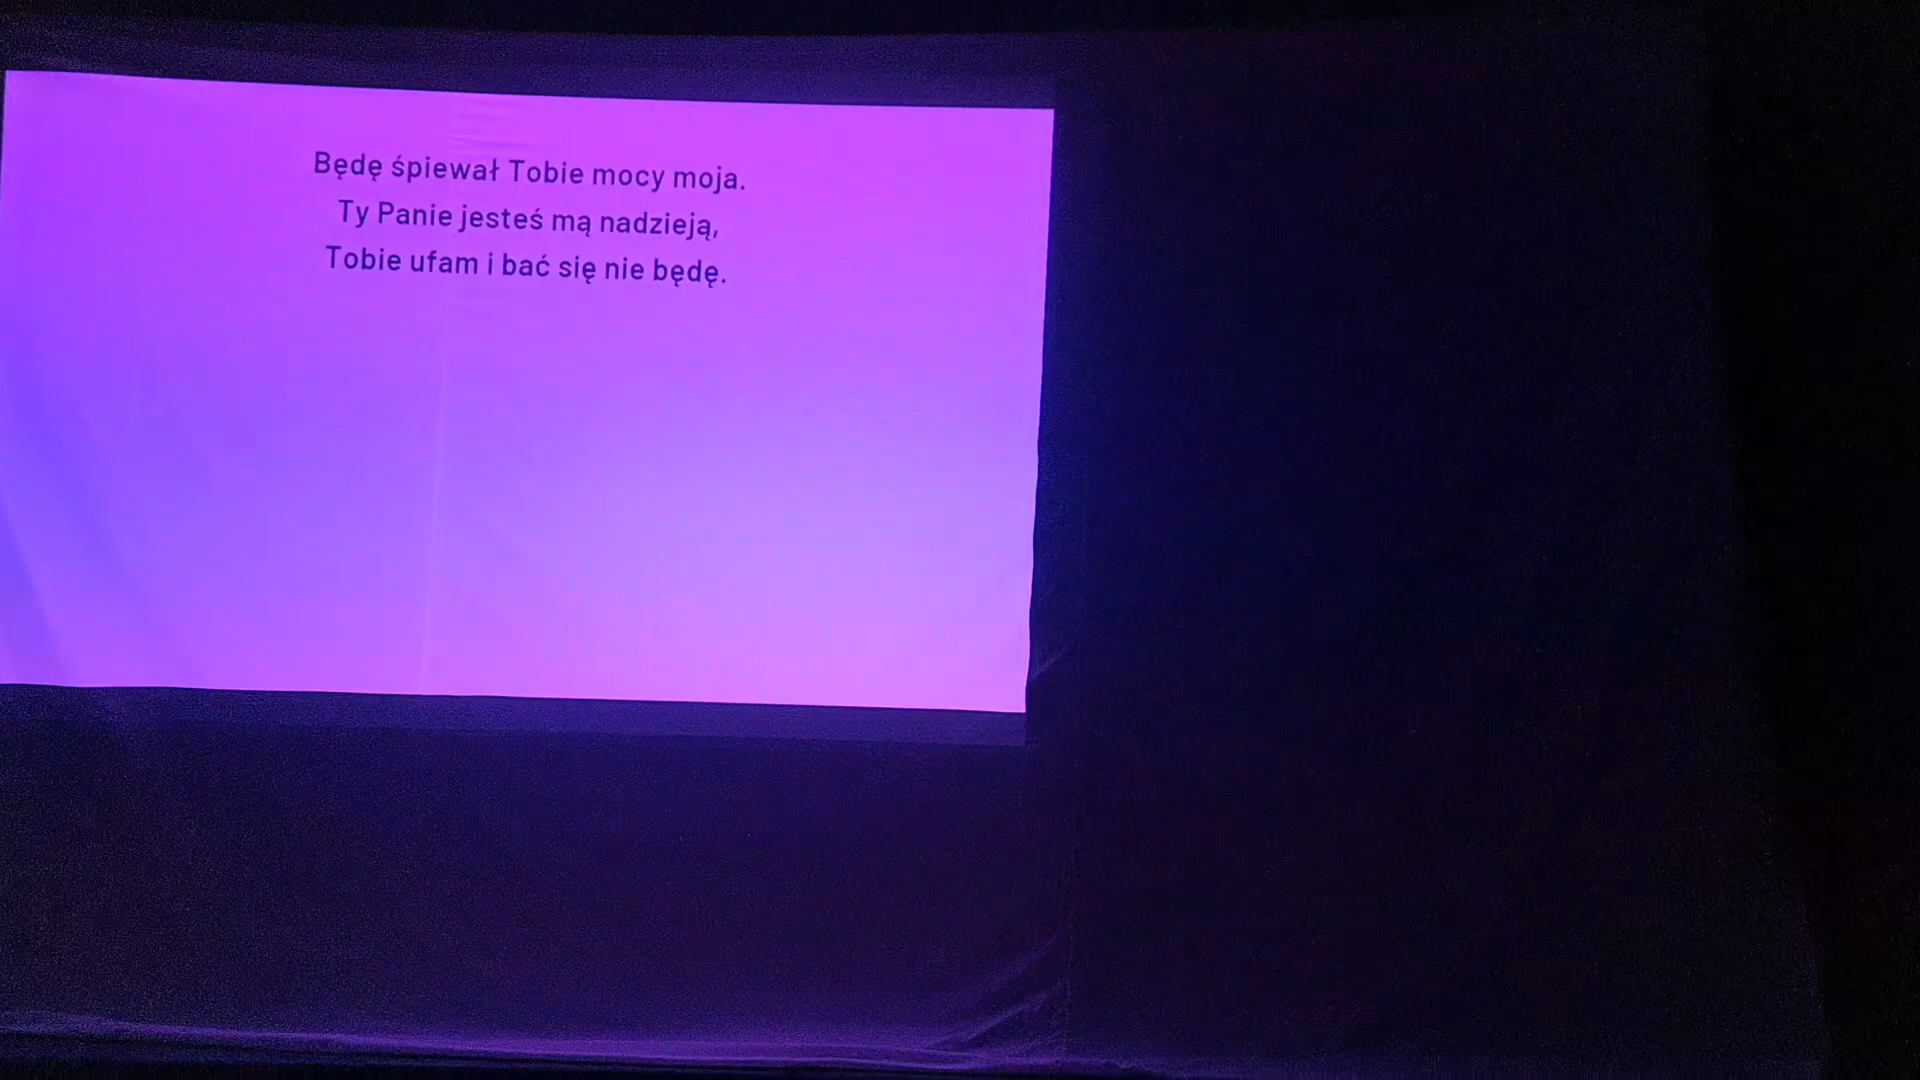 Będę śpiewał Tobie mocy moja.
Ty Panie jesteś mą nadzieją,
Tobie ufam i bać się nie będę.